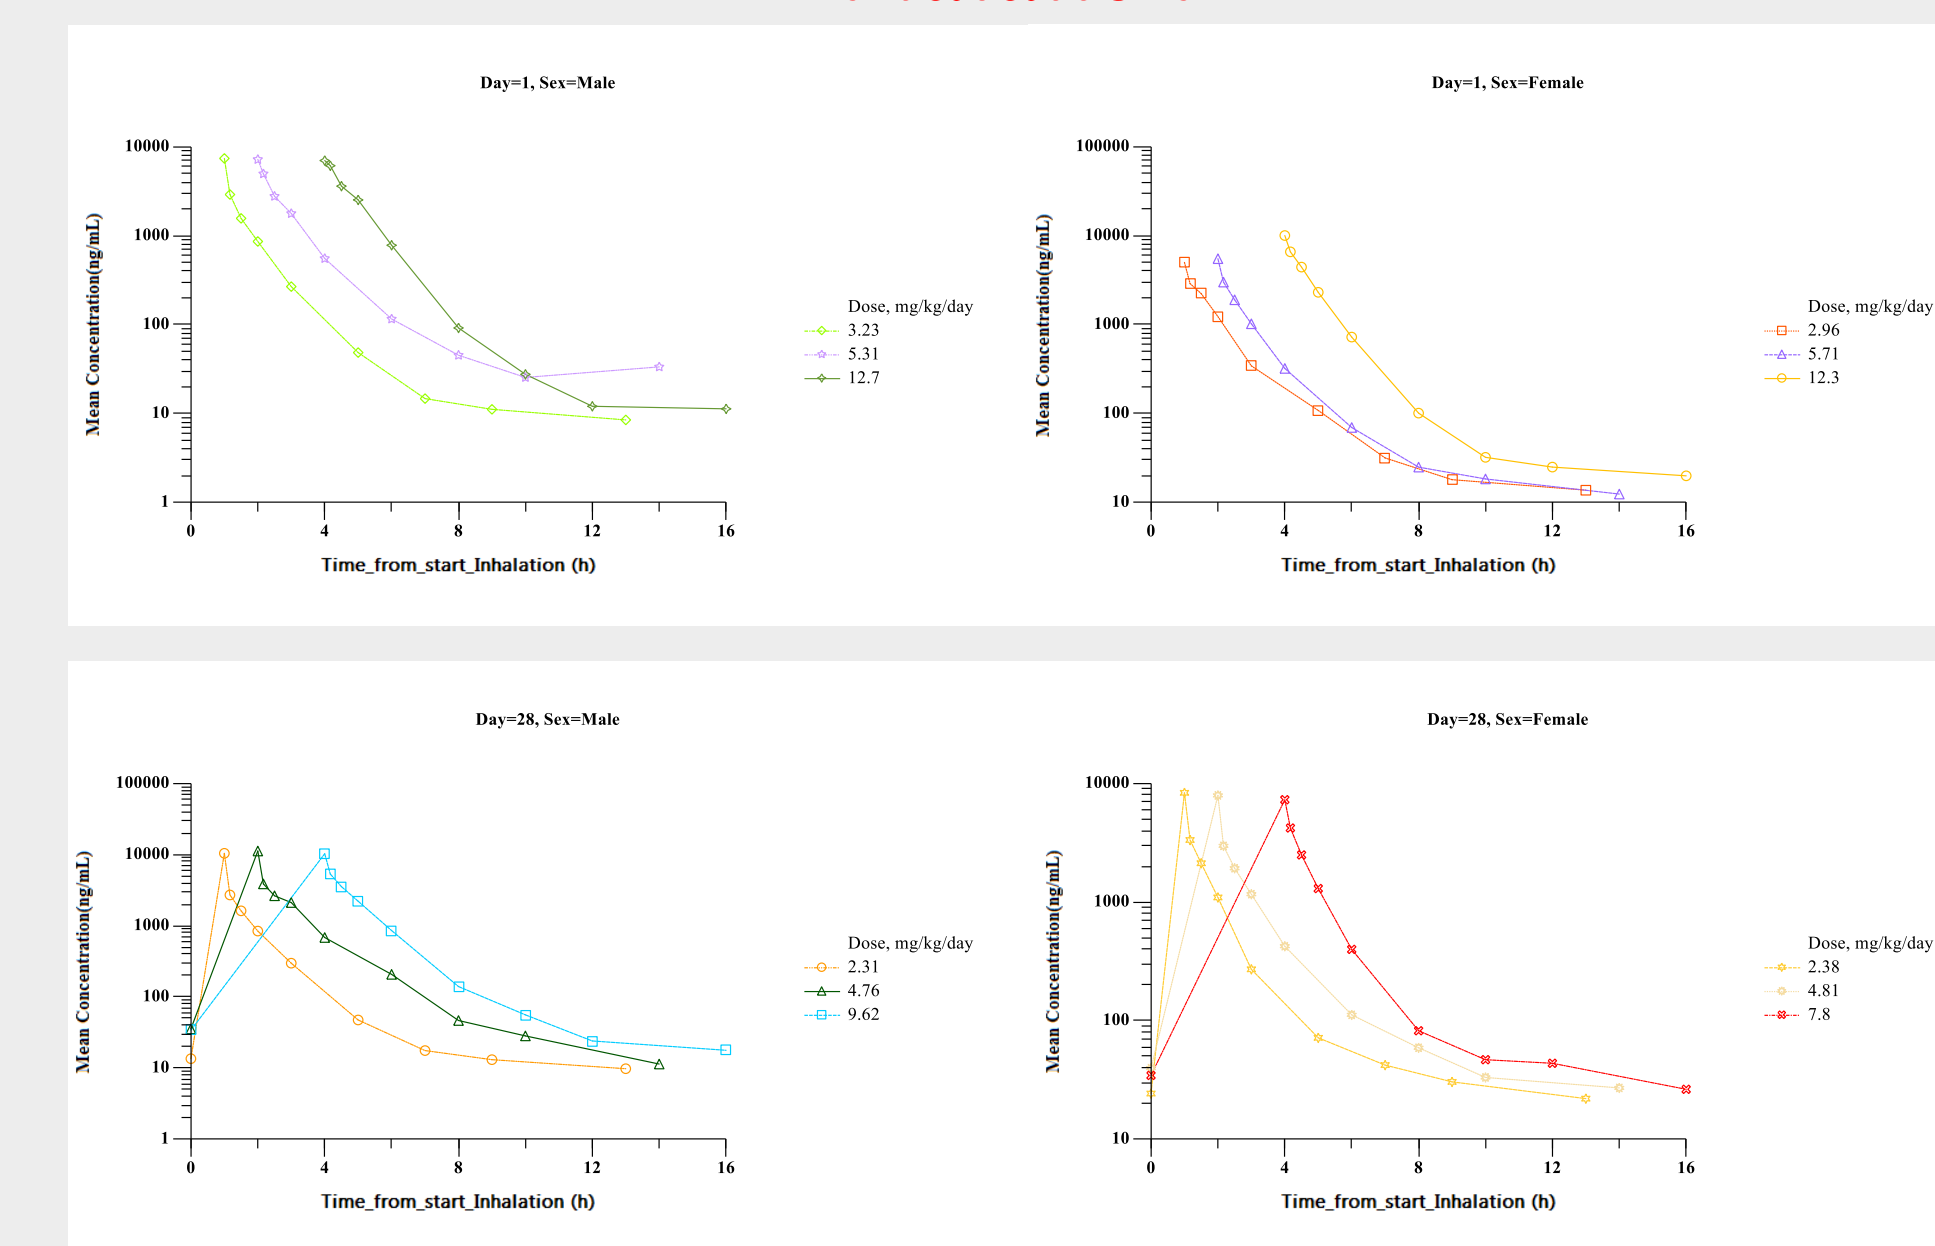 Day=1, Sex=Male
10000
1000
100
10
1
0 4 8 12 16
Mean Concentration(ng/mL)
Time_from_start_Inhalation (h)
Dose, mg/kg/day
3.23
5.31
12.7
Day=1, Sex=Female
100000
10000
1000
100
10
0 4 8 12 16
Mean Concentration(ng/mL)
Time_from_start_Inhalation (h)
Dose, mg/kg/day
2.96
5.71
12.3
Day=28, Sex=Male
100000
10000
1000
100
10
1
0 4 8 12 16
Mean Concentration(ng/mL)
Time_from_start_Inhalation (h)
Dose, mg/kg/day
2.31
4.76
9.62
Day=28, Sex=Female
10000
1000
100
10
0 4 8 12 16
Mean Concentration(ng/mL)
Time_from_start_Inhalation (h)
Dose, mg/kg/day
2.38
4.81
7.8